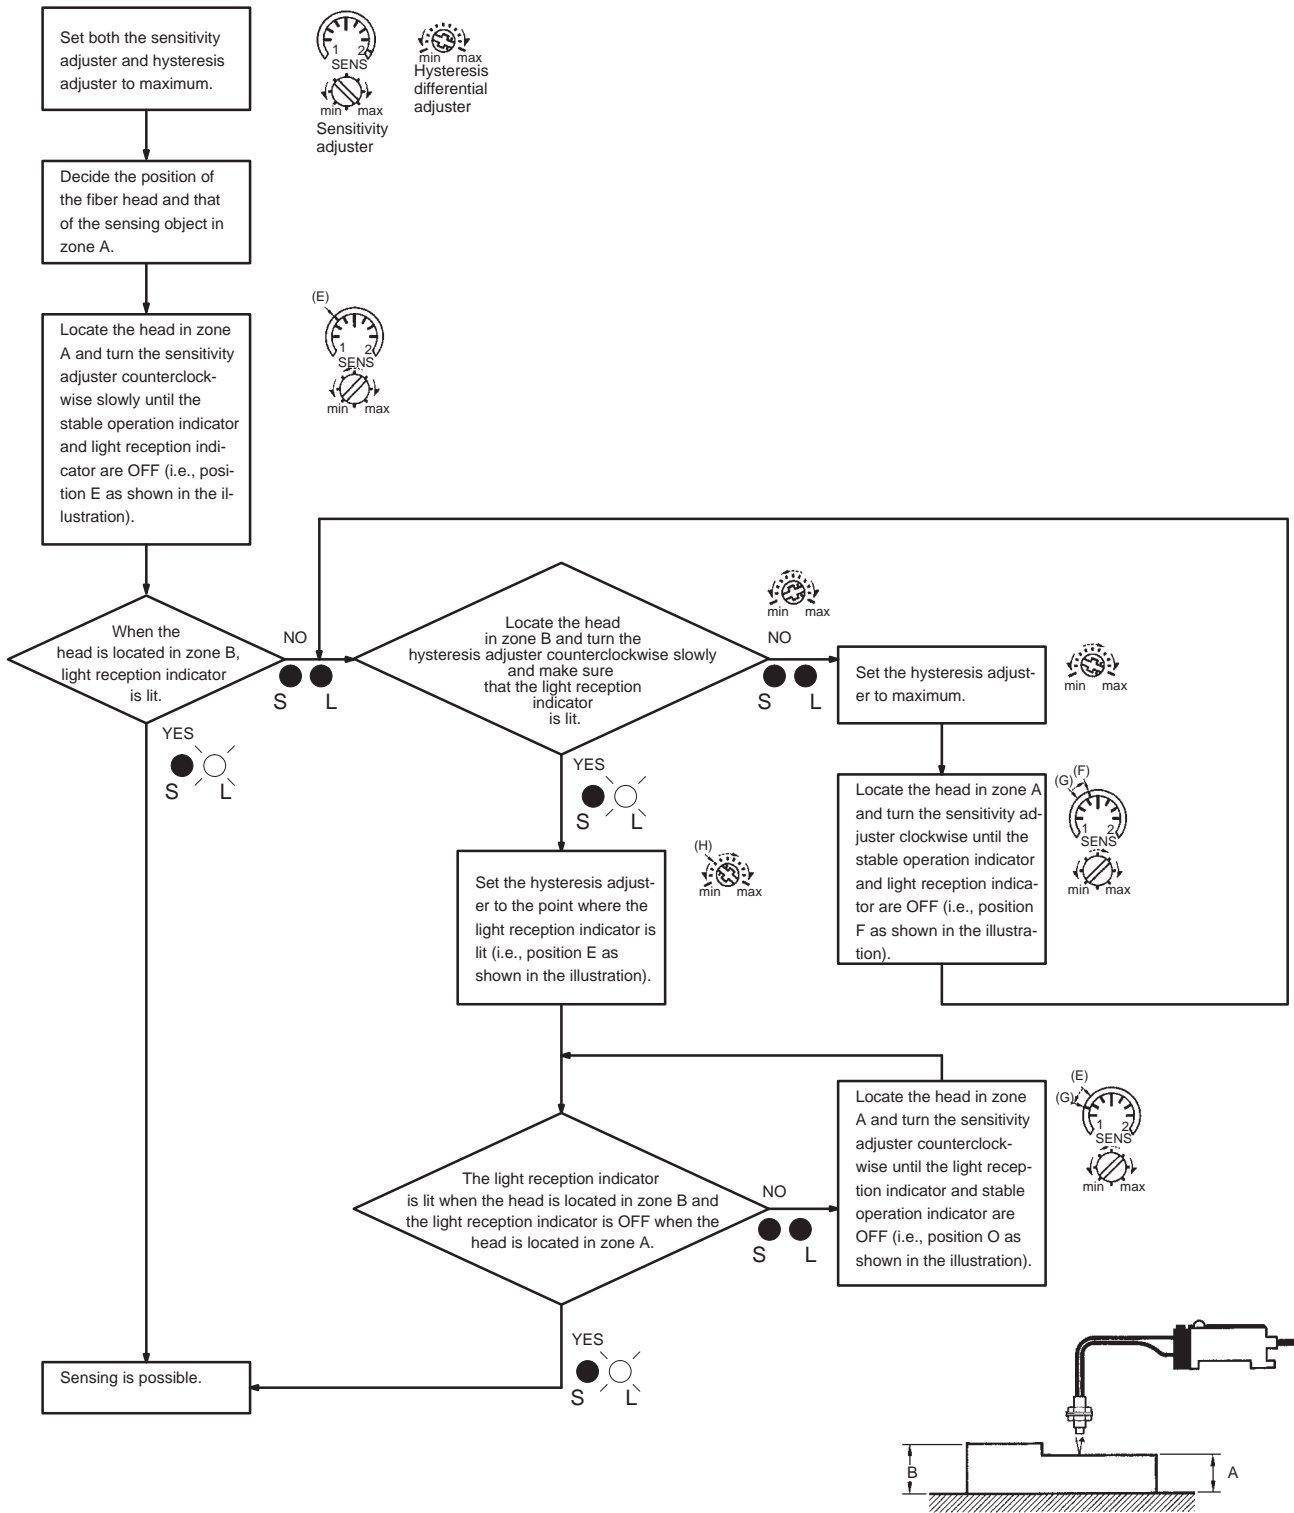 Set both the sensitivity
adjuster and hysteresis
adjuster to maximum.
1 2
SENS
min max
Sensitivity
adjuster
min max
Hysteresis
differential
adjuster
Decide the position of
the fiber head and that
of the sensing object in
zone A.
Locate the head in zone
A and turn the sensitivity
adjuster counterclock-
wise slowly until the
stable operation indicator
and light reception indi-
cator are OFF (i.e., posi-
tion E as shown in the il-
lustration).
(E)
1 2
SENS
min max
When the
head is located in zone B,
light reception indicator
is lit.
NO
S L
YES
S L
Locate the head
in zone B and turn the
hysteresis adjuster counterclockwise slowly
and make sure
that the light reception
indicator
is lit.
min max
NO
S L
YES
S L
Set the hysteresis adjust-
er to maximum.
min max
Locate the head in zone A
and turn the sensitivity ad-
juster clockwise until the
stable operation indicator
and light reception indica-
tor are OFF (i.e., position
F as shown in the illustra-
tion).
(F)
(G)
1 2
SENS
min max
Set the hysteresis adjust-
er to the point where the
light reception indicator is
lit (i.e., position E as
shown in the illustration).
(H)
min max
The light reception indicator
is lit when the head is located in zone B and
the light reception indicator is OFF when the
head is located in zone A.
NO
S L
YES
S L
Locate the head in zone
A and turn the sensitivity
adjuster counterclock-
wise until the light recep-
tion indicator and stable
operation indicator are
OFF (i.e., position O as
shown in the illustration).
(E)
(G)
1 2
SENS
min max
Sensing is possible.
B
A